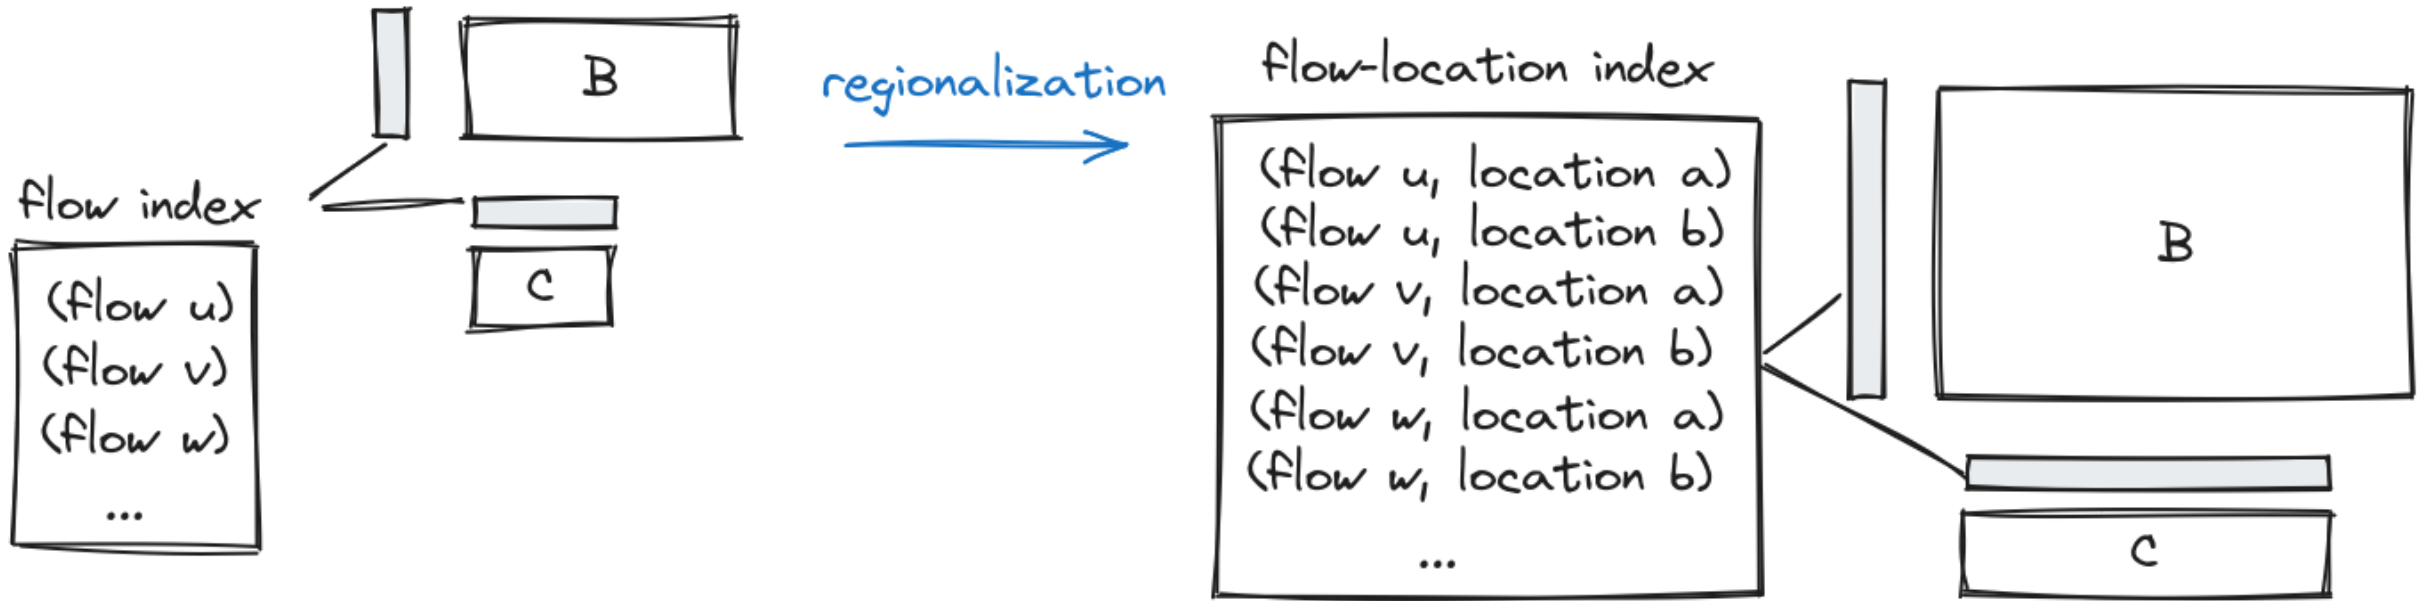 B
flow index
(flow u)
(flow v)
(flow w)
...
C
regionalization
flow-location index
(flow u, location a)
(flow u, location b)
(flow v, location a)
(flow v, location b)
(flow w, location a)
(flow w, location b)
...
B
C